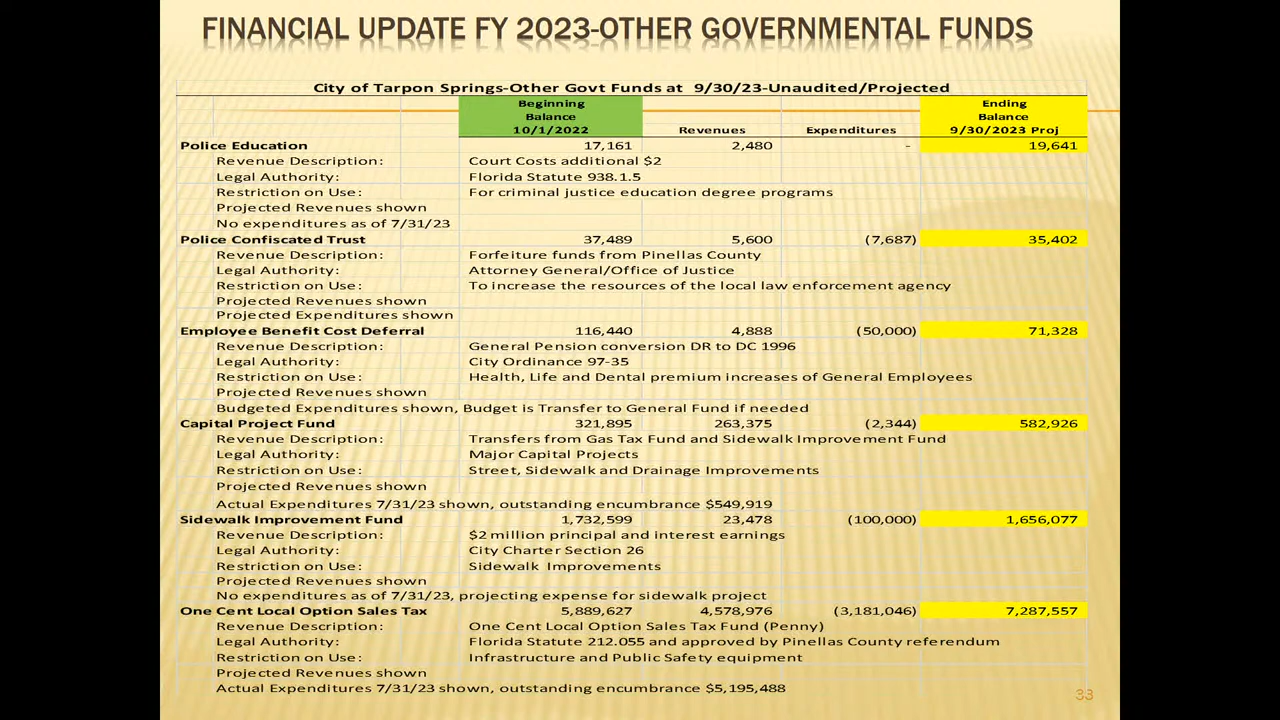 FINANCIAL UPDATE FY 2023-OTHER GOVERNMENTAL FUNDS
City of Tarpon Springs-Other Govt Funds at 9/30/23-Unaudited/Projected
Beginning Ending
Balance Balance
10/1/2022 Revenues Expenditures 9/30/2023 Proj
Police Education 17,161 2,480 - 19,641
Revenue Description: Court Costs additional $2
Legal Authority: Florida Statute 938.1.5
Restriction on Use: For criminal justice education degree programs
Projected Revenues shown
No expenditures as of 7/31/23
Police Confiscated Trust 37,489 5,600 (7,687) 35,402
Revenue Description: Forfeiture funds from Pinellas County
Legal Authority: Attorney General/Office of Justice
Restriction on Use: To increase the resources of the local law enforcement agency
Projected Revenues shown
Projected Expenditures shown
Employee Benefit Cost Deferral 116,440 4,888 (50,000) 71,328
Revenue Description: General Pension conversion DR to DC 1996
Legal Authority: City Ordinance 97-35
Restriction on Use: Health, Life and Dental premium increases of General Employees
Projected Revenues shown
Budgeted Expenditures shown, Budget is Transfer to General Fund if needed
Capital Project Fund 321,895 263,375 (2,344) 582,926
Revenue Description: Transfers from Gas Tax Fund and Sidewalk Improvement Fund
Legal Authority: Major Capital Projects
Restriction on Use: Street, Sidewalk and Drainage Improvements
Projected Revenues shown
Actual Expenditures 7/31/23 shown, outstanding encumbrance $549,919
Sidewalk Improvement Fund 1,732,599 23,478 (100,000) 1,656,077
Revenue Description: $2 million principal and interest earnings
Legal Authority: City Charter Section 26
Restriction on Use: Sidewalk Improvements
Projected Revenues shown
No expenditures as of 7/31/23, projecting expense for sidewalk project
One Cent Local Option Sales Tax 5,889,627 4,578,976 (3,181,046) 7,287,557
Revenue Description: One Cent Local Option Sales Tax Fund (Penny)
Legal Authority: Florida Statute 212.055 and approved by Pinellas County referendum
Restriction on Use: Infrastructure and Public Safety equipment
Projected Revenues shown
Actual Expenditures 7/31/23 shown, outstanding encumbrance $5,195,488
33